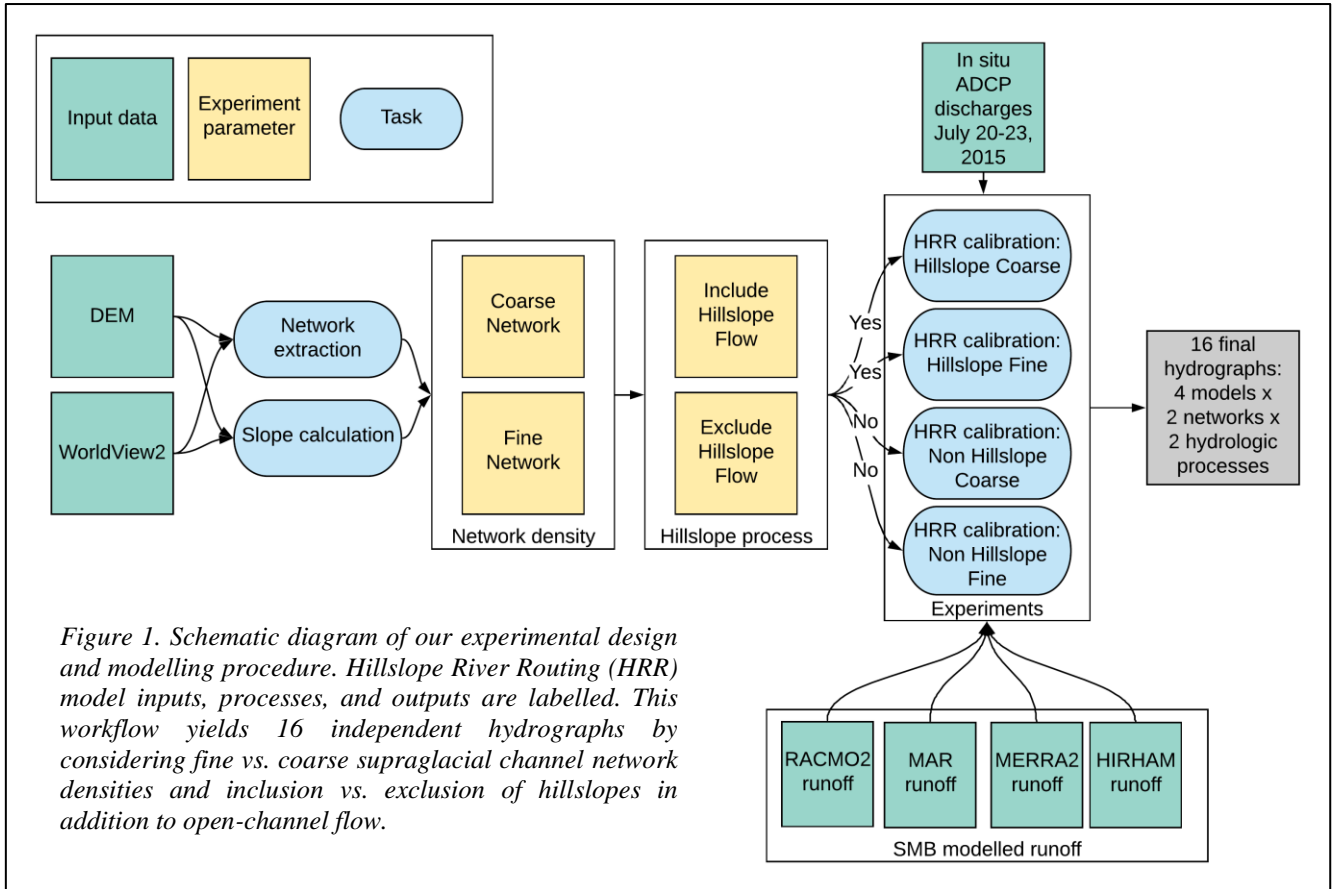 Input data
Experiment
parameter
Task
In situ
ADCP
discharges
July 20-23,
2015
DEM
WorldView2
Network
extraction
Slope calculation
Coarse
Network
Fine
Network
Network density
Include
Hillslope
Flow
Exclude
Hillslope
Flow
Hillslope process
Yes
Yes
No
No
HRR calibration:
Hillslope Coarse
HRR calibration:
Hillslope Fine
HRR calibration:
Non Hillslope
Coarse
HRR calibration:
Non Hillslope
Fine
Experiments
16 final
hydrographs:
4 models x
2 networks x
2 hydrologic
processes
RACMO2
runoff
MAR
runoff
MERRA2
runoff
HIRHAM
runoff
SMB modelled runoff
Figure 1. Schematic diagram of our experimental design
and modelling procedure. Hillslope River Routing (HRR)
model inputs, processes, and outputs are labelled. This
workflow yields 16 independent hydrographs by
considering fine vs. coarse supraglacial channel network
densities and inclusion vs. exclusion of hillslopes in
addition to open-channel flow.